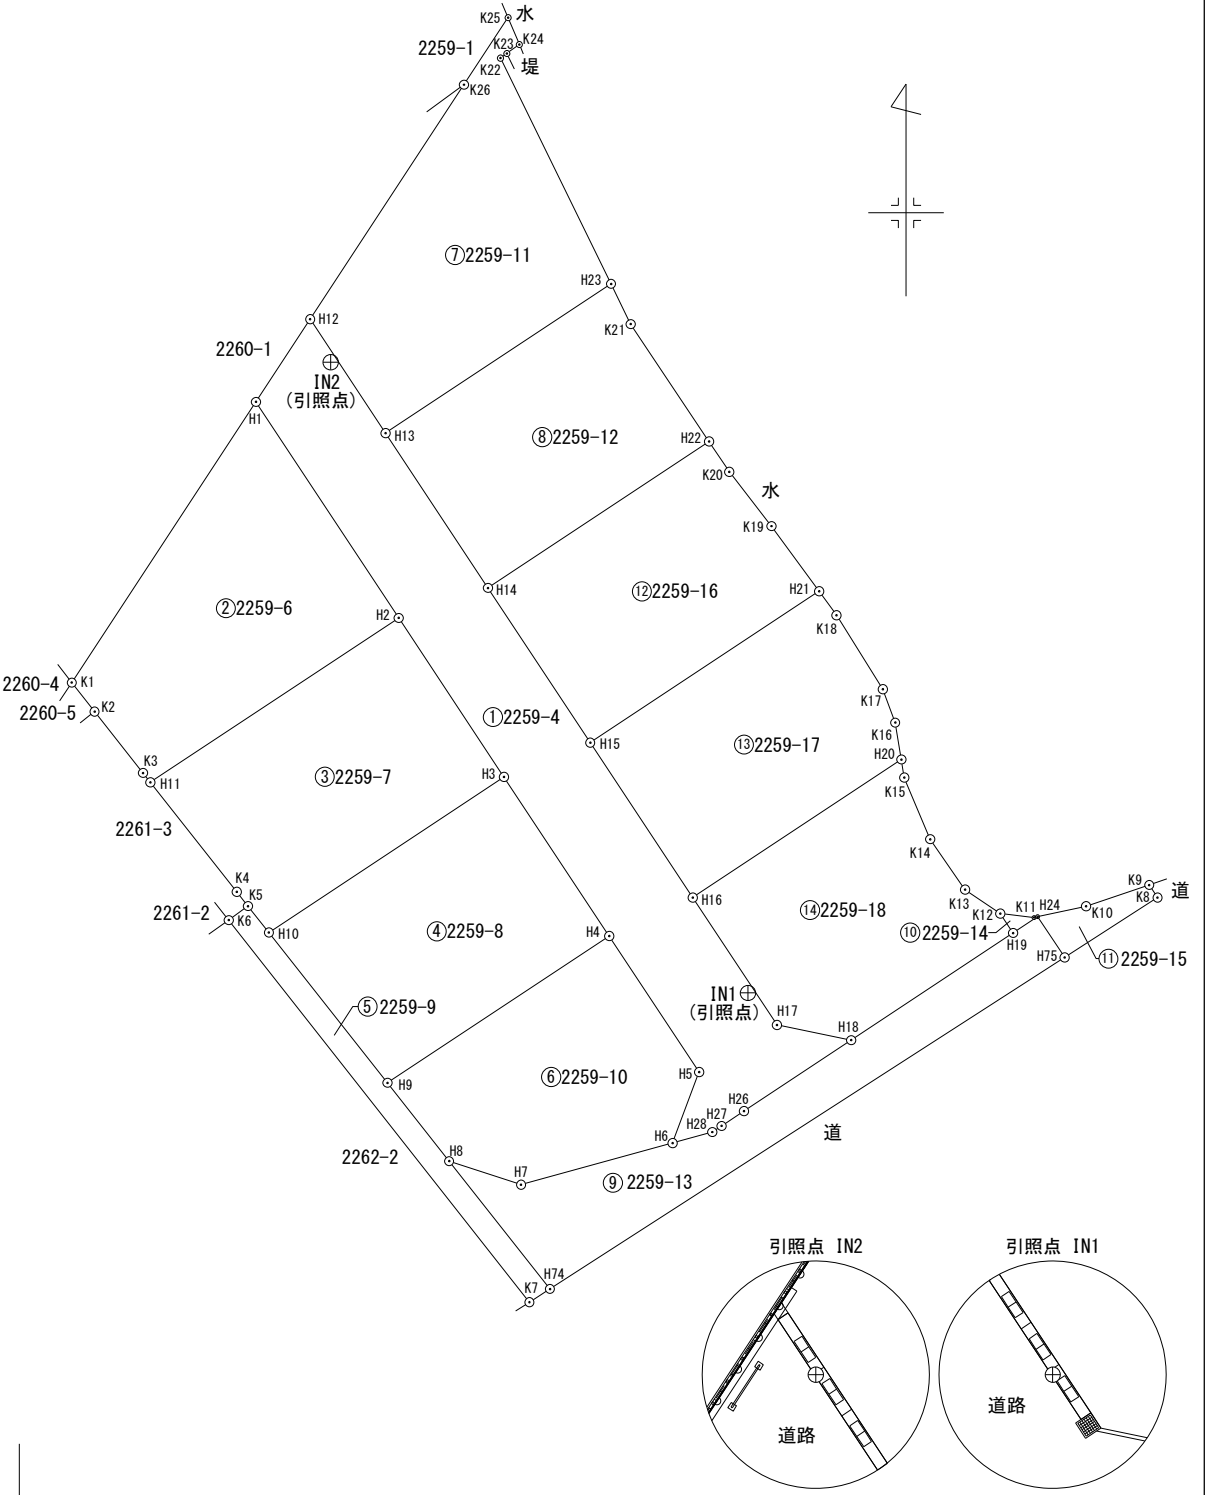 K25 水
K24
K23
2259-1
K22 堤
K26
⑦2259-11
H23
H12
K21
2260-1
IN2
(引照点)
H1
H13
⑧2259-12
H22
K20
水
K19
H14
⑫2259-16
H21
②2259-6
H2
K18
2260-4 K1
K17
K2
2260-5
①2259-4
K16
H15
⑬2259-17
H20
K3
H3
③2259-7
H11
K15
2261-3
K14
K4
K9
K5
K13
道
H16
K8
2261-2
⑭2259-18
K12 K11 H24
K10
K6
H10
④2259-8
H4
⑩2259-14
H19
H75
⑪2259-15
IN1
(引照点)
⑤2259-9
H17
H18
H5
⑥2259-10
H9
H26
H27
H28
道
H6
H8
2262-2
H7
⑨2259-13
引照点 IN2
引照点 IN1
H74
K7
道路
道路